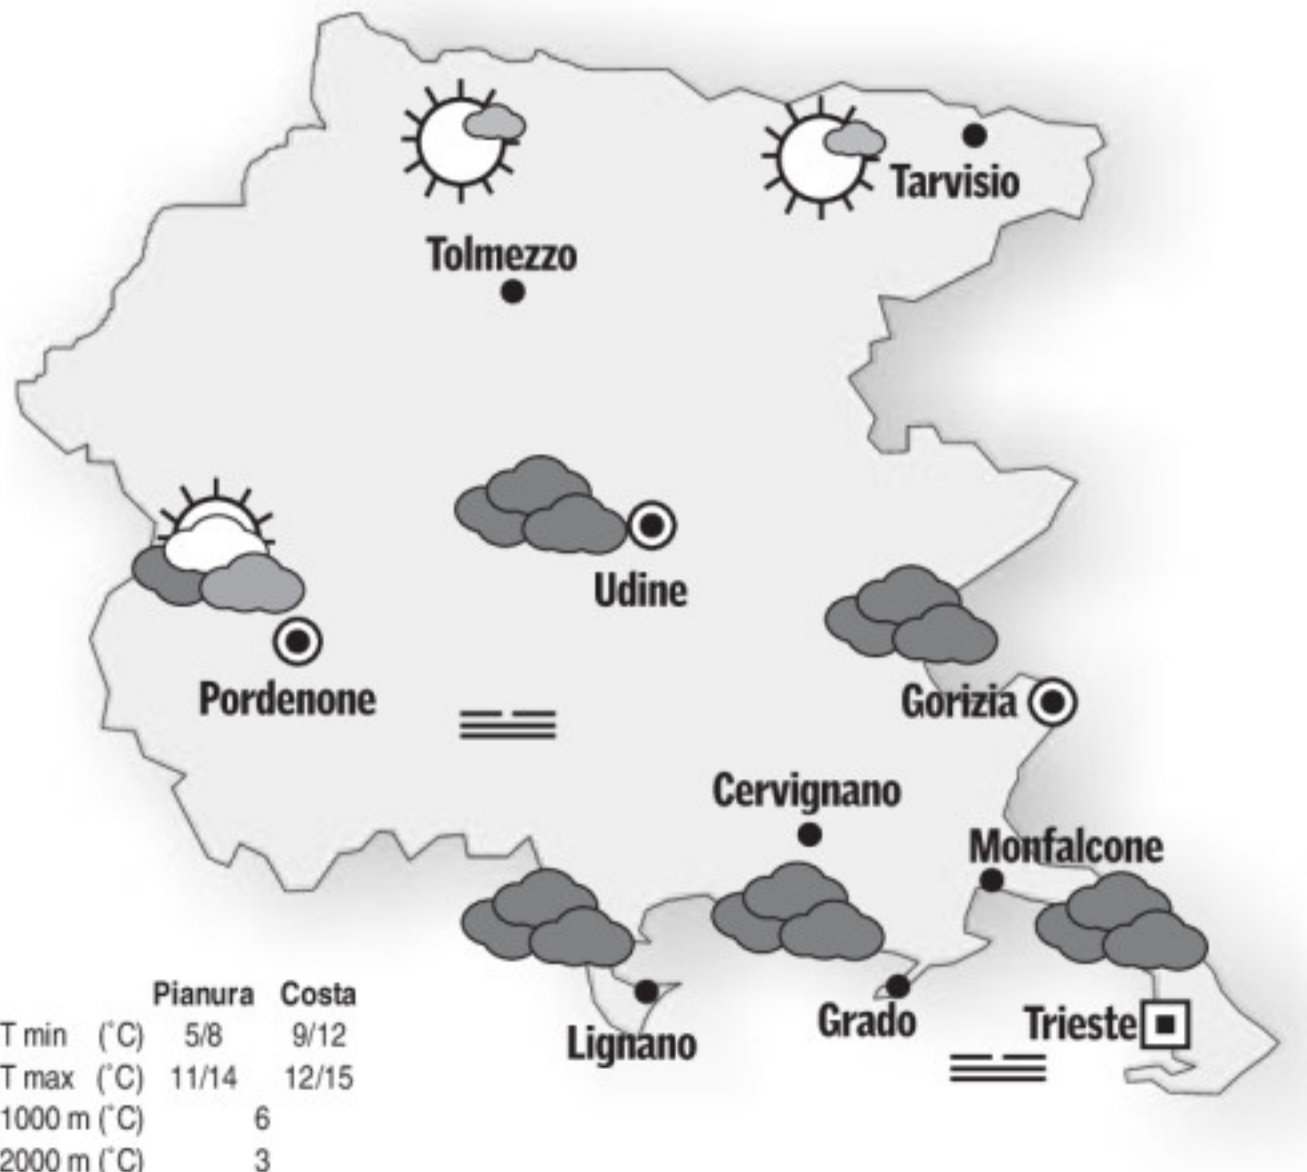 Tarvisio
Tolmezzo
Udine
Pordenone
Gorizia
Cervignano
Monfalcone
Lignano
Grado
Trieste
Pianura Costa
T min (°C) 5/8 9/12
T max (°C) 11/14 12/15
1000 m (°C) 6
2000 m (°C) 3